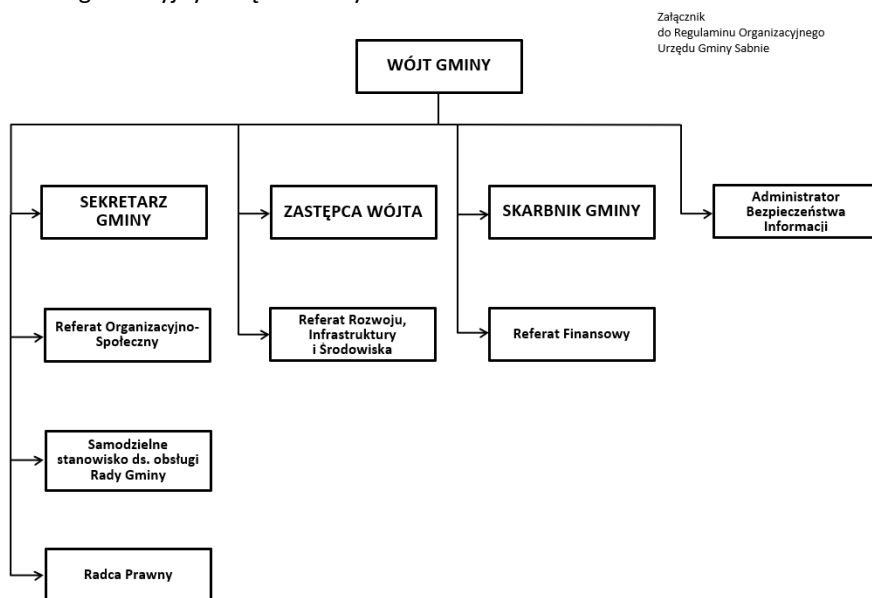 Załącznik
do Regulaminu Organizacyjnego
Urzędu Gminy Sabnie
WÓJT GMINY
SEKRETARZ
GMINY
ZASTĘPCA WÓJTA
SKARBNIK GMINY
Administrator
Bezpieczeństwa
Informacji
Referat Organizacyjno-
Społeczny
Referat Rozwoju,
Infrastruktury
i Środowiska
Referat Finansowy
Samodzielne
stanowisko ds. obsługi
Rady Gminy
Radca Prawny